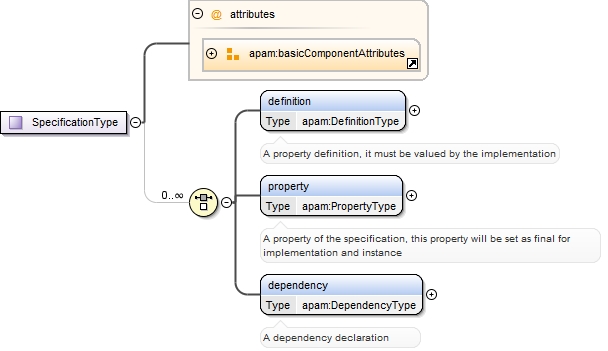 @ attributes
apam:basicComponentAttributes
SpecificationType
0..∞
definition
Type apam:DefinitionType
A property definition, it must be valued by the implementation
property
Type apam:PropertyType
A property of the specification, this property will be set as final for
implementation and instance
dependency
Type apam:DependencyType
A dependency declaration